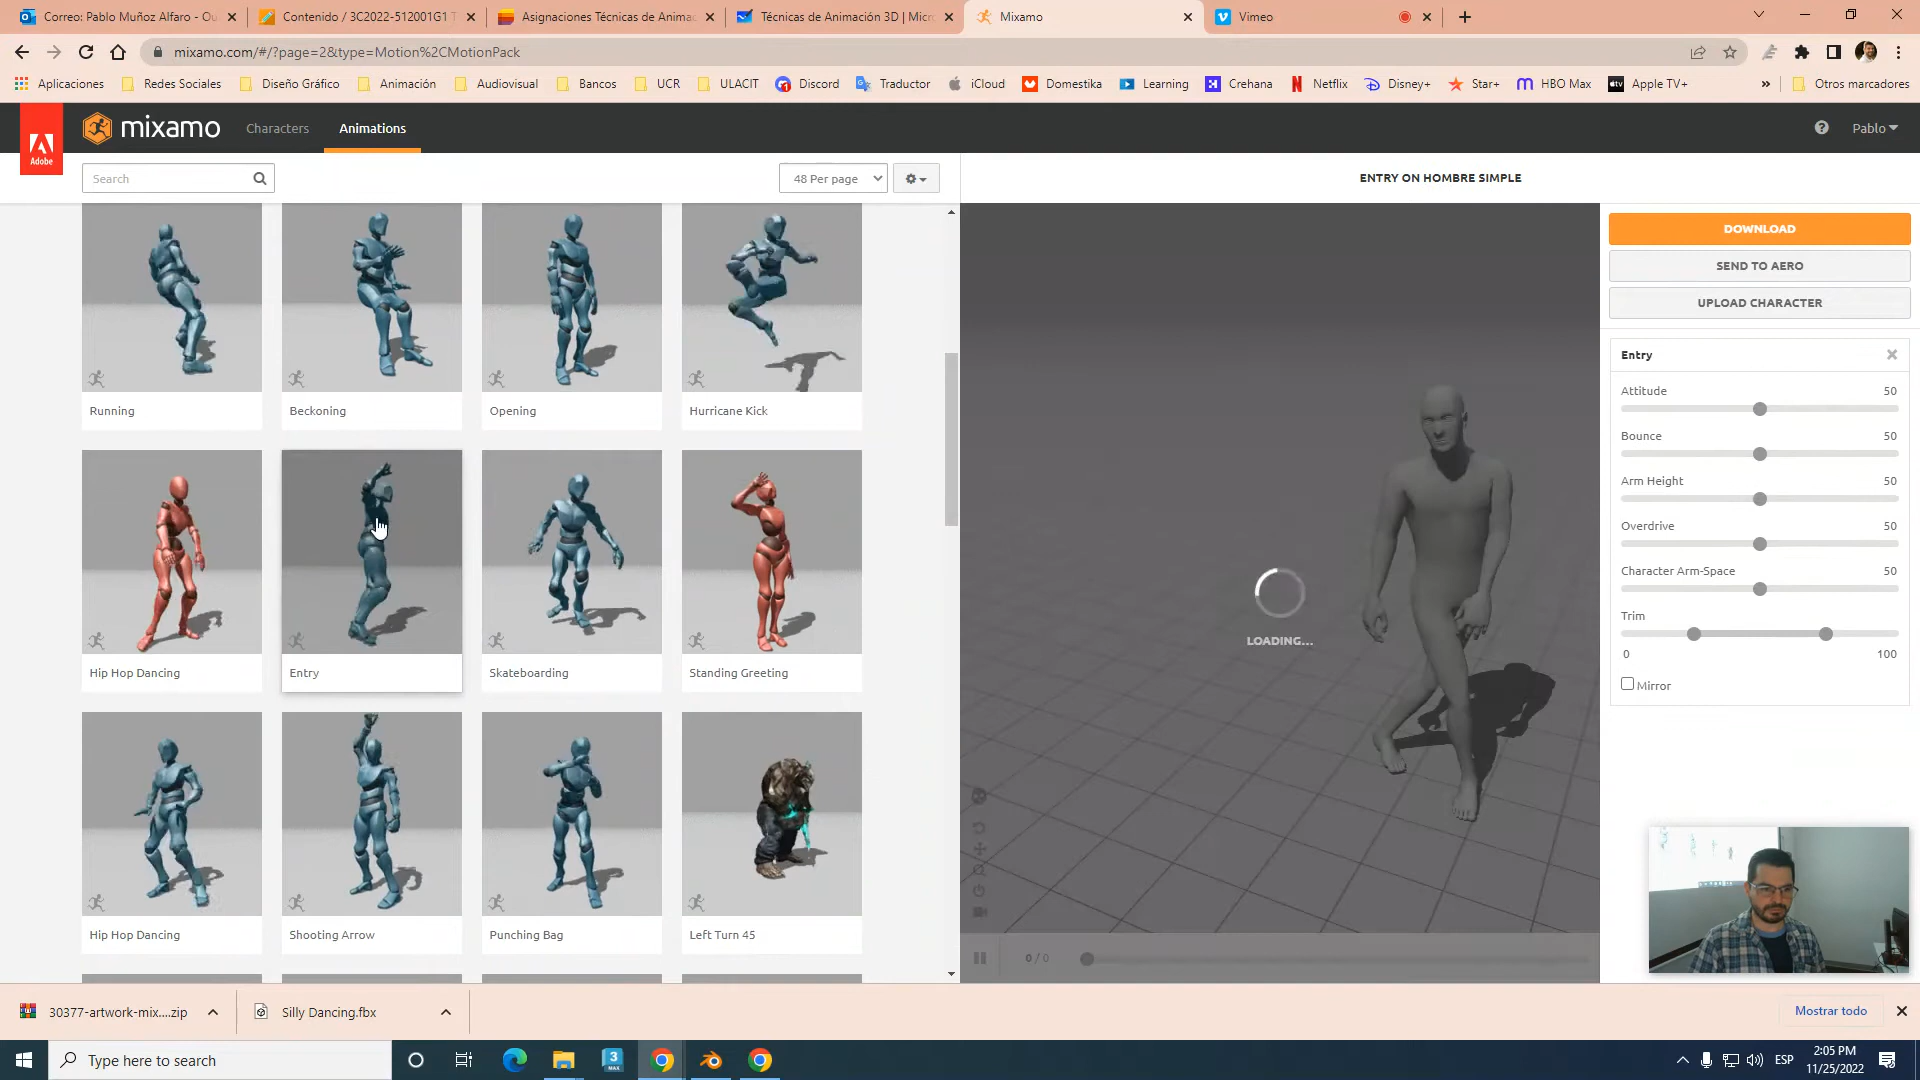 Correo: Pablo Muñoz Alfaro - Ou
Contenido / 3C2022-512001G1 T
Asignaciones Técnicas de Animac
Técnicas de Animación 3D | Micr
Mixamo
Vimeo
mixamo.com/#/?page=2&type=Motion%2CMotionPack
Aplicaciones
Redes Sociales
Diseño Gráfico
Animación
Audiovisual
Bancos
UCR
ULACIT
Discord
Traductor
iCloud
Domestika
Learning
Crehana
Netflix
Disney+
Star+
HBO Max
Apple TV+
»
Otros marcadores
Adobe
mixamo
Characters
Animations
Pablo
Search
48 Per page
ENTRY ON HOMBRE SIMPLE
DOWNLOAD
SEND TO AERO
UPLOAD CHARACTER
Running
Beckoning
Opening
Hurricane Kick
Hip Hop Dancing
Entry
Skateboarding
Standing Greeting
Hip Hop Dancing
Shooting Arrow
Punching Bag
Left Turn 45
LOADING...
0 / 0
Entry
Attitude 50
Bounce 50
Arm Height 50
Overdrive 50
Character Arm-Space 50
Trim
0 100
Mirror
30377-artwork-mix....zip
Silly Dancing.fbx
Mostrar todo
Type here to search
3
MAX
ESP
2:05 PM
11/25/2022